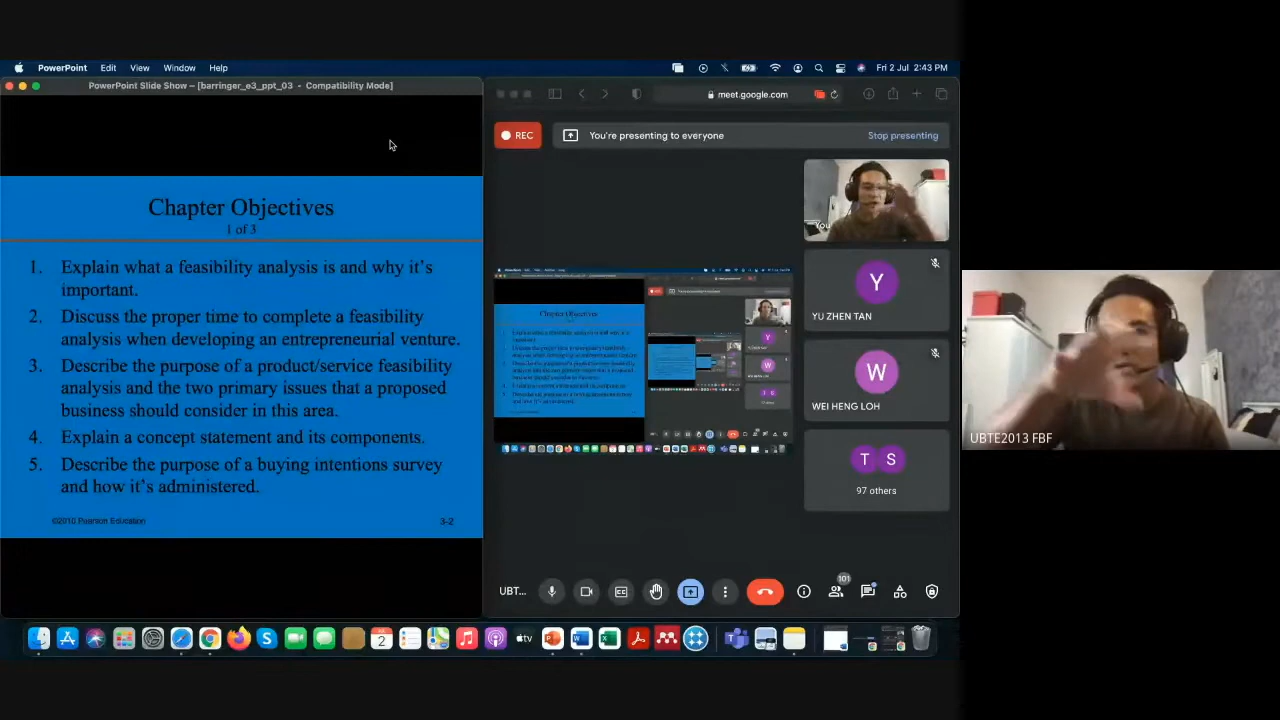 PowerPoint Edit View Window Help
Fri 2 Jul 2:43 PM
PowerPoint Slide Show – [barringer_e3_ppt_03 - Compatibility Mode]
Chapter Objectives
1 of 3
1. Explain what a feasibility analysis is and why it's
important.
2. Discuss the proper time to complete a feasibility
analysis when developing an entrepreneurial venture.
3. Describe the purpose of a product/service feasibility
analysis and the two primary issues that a proposed
business should consider in this area.
4. Explain a concept statement and its components.
5. Describe the purpose of a buying intentions survey
and how it's administered.
©2010 Pearson Education
3-2
meet.google.com
REC
You're presenting to everyone
Stop presenting
You
Y
YU ZHEN TAN
W
WEI HENG LOH
T S
97 others
Chapter Objectives
UBT...
CC
101
2
tv
UBTE2013 FBF